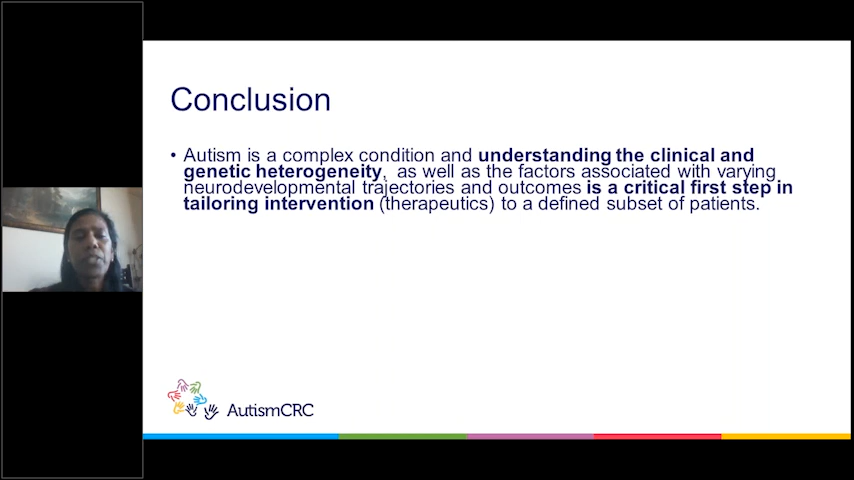 Conclusion
• Autism is a complex condition and understanding the clinical and
genetic heterogeneity, as well as the factors associated with varying
neurodevelopmental trajectories and outcomes is a critical first step in
tailoring intervention (therapeutics) to a defined subset of patients.
AutismCRC